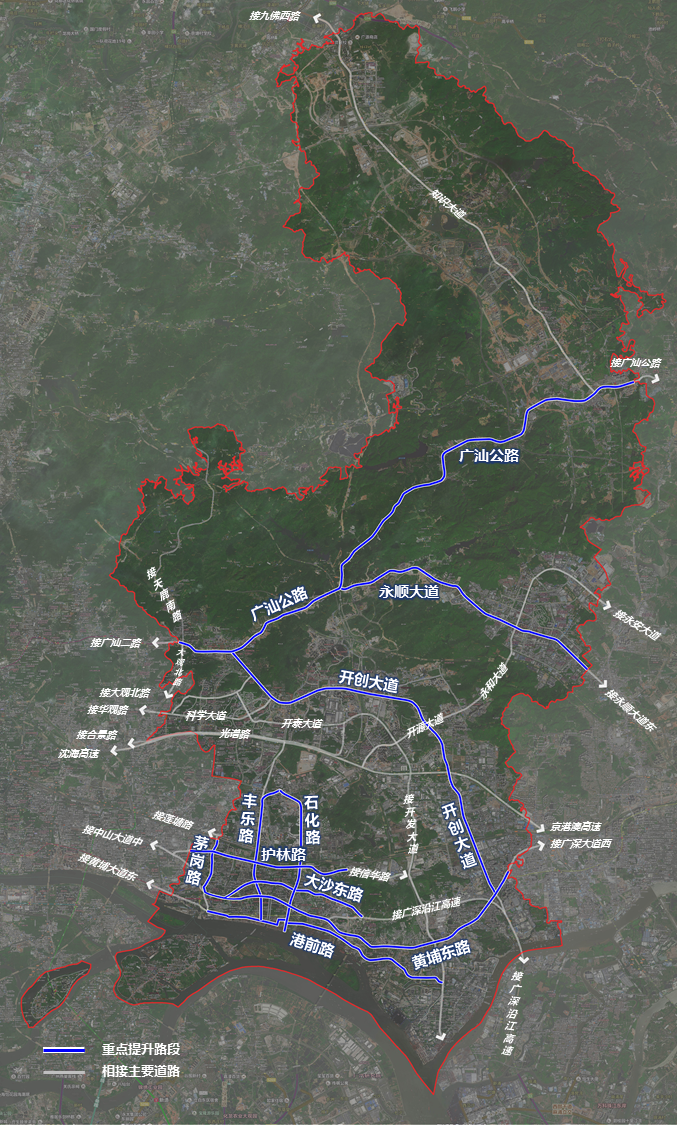 接九佛西路
知识大道
接广汕公路
广汕公路
接天鹿南路
广汕公路
永顺大道
接永安大道
接广汕二路
大观北路
接大观北路
开创大道
永和大道
接永顺大道东
接华观路
科学大道
开泰大道
开源大道
接合景路
光谱路
沈海高速
丰乐路
石化路
接开发大道
开创大道
京港澳高速
接广深大道西
接莲塘路
接中山大道中
茅岗路
护林路
接黄埔大道东
接信华路
大沙东路
接广深沿江高速
港前路
黄埔东路
接广深沿江高速
重点提升路段
相接主要道路